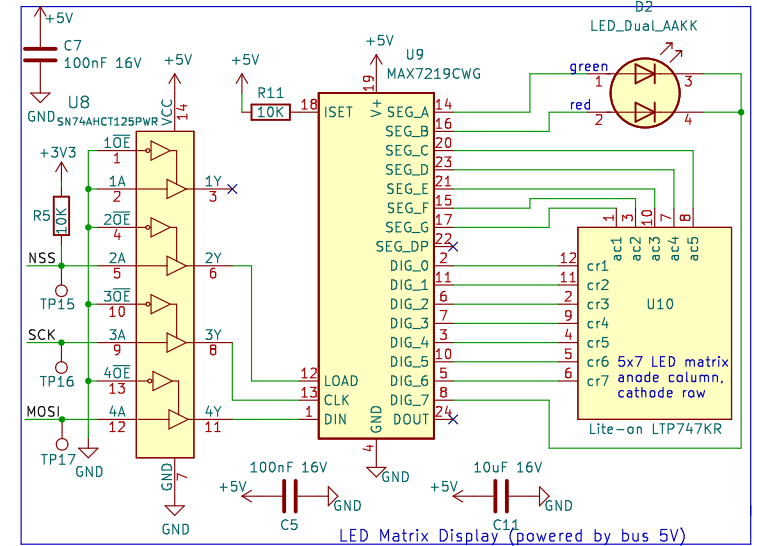 +5V
C7
100nF 16V
GND
U8
SN74AHCT125PWR
+5V
VCC
14
1OE
1
1A
2
1Y
3
2OE
4
2A
5
2Y
6
3OE
10
3A
9
3Y
8
4OE
13
4A
12
4Y
11
GND
7
GND
+3V3
R5
10K
NSS
TP15
SCK
TP16
MOSI
TP17
GND
+5V
R11
10K
+5V
U9
MAX7219CWG
19
V+
18 ISET
SEG_A 14
SEG_B 16
SEG_C 20
SEG_D 23
SEG_E 21
SEG_F 15
SEG_G 17
SEG_DP 22
DIG_0 2
DIG_1 11
DIG_2 6
DIG_3 7
DIG_4 3
DIG_5 10
DIG_6 5
DIG_7 8
DOUT 24
12 LOAD
13 CLK
1 DIN
GND
4
GND
D2
LED_Dual_AAKK
green
1
3
red
2
4
1 3 10 7 8
ac1 ac2 ac3 ac4 ac5
12 cr1
11 cr2
2 cr3
9 cr4
4 cr5
5 cr6
6 cr7
U10
5x7 LED matrix
anode column,
cathode row
Lite-on LTP747KR
100nF 16V
+5V
GND
C5
10uF 16V
+5V
GND
C11
LED Matrix Display (powered by bus 5V)